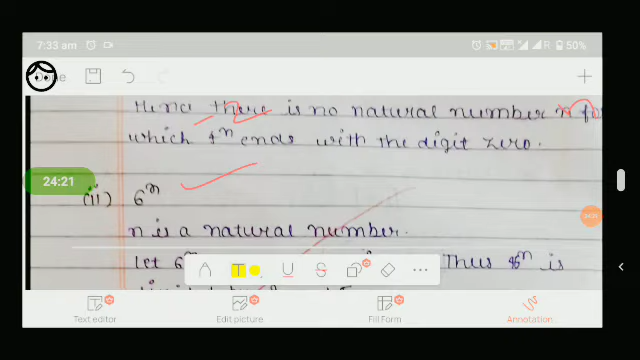 7:33 am R 50%
Done
Hence there is no natural number n for
which 4ⁿ ends with the digit zero.
24:21
(ii) 6ⁿ
n is a natural number.
Let 6ⁿ Thus 6ⁿ is
Text editor Edit picture Fill Form Annotation